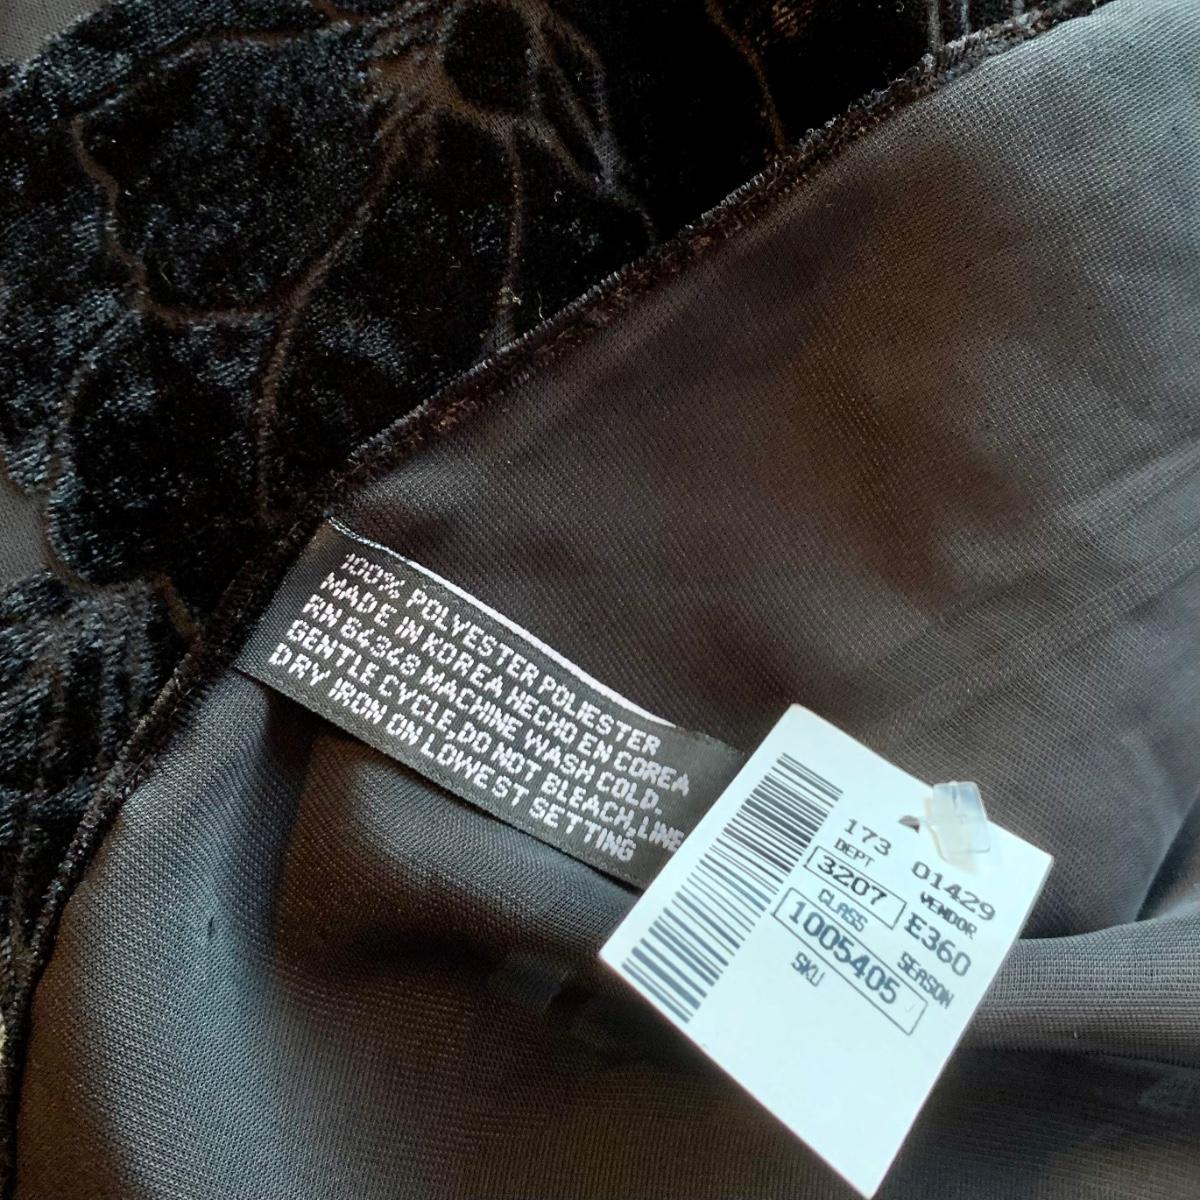 100% POLYESTER POLIESTER
MADE IN KOREA HECHO EN COREA
RN 64348 MACHINE WASH COLD.
GENTLE CYCLE,DO NOT BLEACH,LINE
DRY IRON ON LOWEST SETTING
173 01429
DEPT VENDOR
3207 E360
CLASS SEASON
1005405
SKU